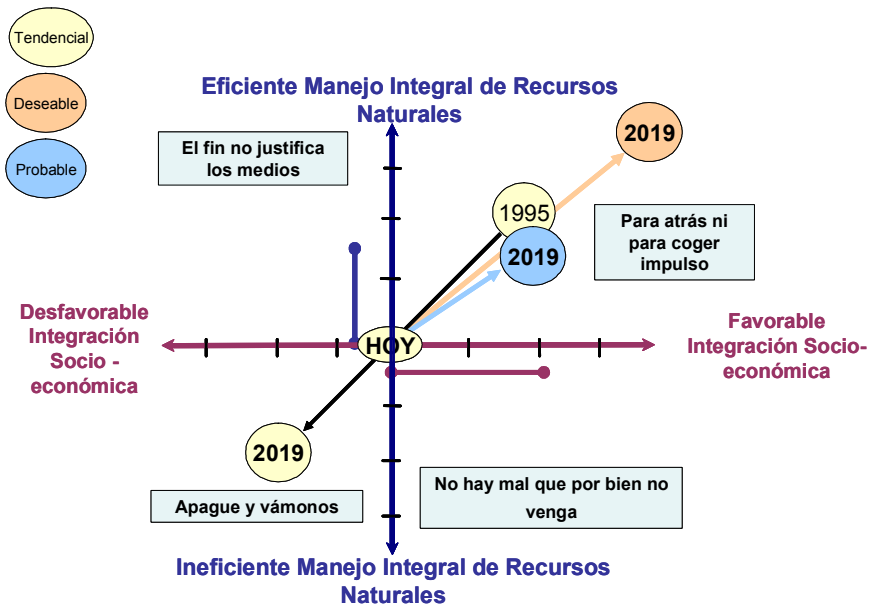 Tendencial
Deseable
Probable
Eficiente Manejo Integral de Recursos
Naturales
El fin no justifica
los medios
2019
1995
2019
Para atrás ni
para coger
impulso
Desfavorable
Integración
Socio -
económica
HOY
Favorable
Integración Socio-
económica
2019
Apague y vámonos
No hay mal que por bien no
venga
Ineficiente Manejo Integral de Recursos
Naturales